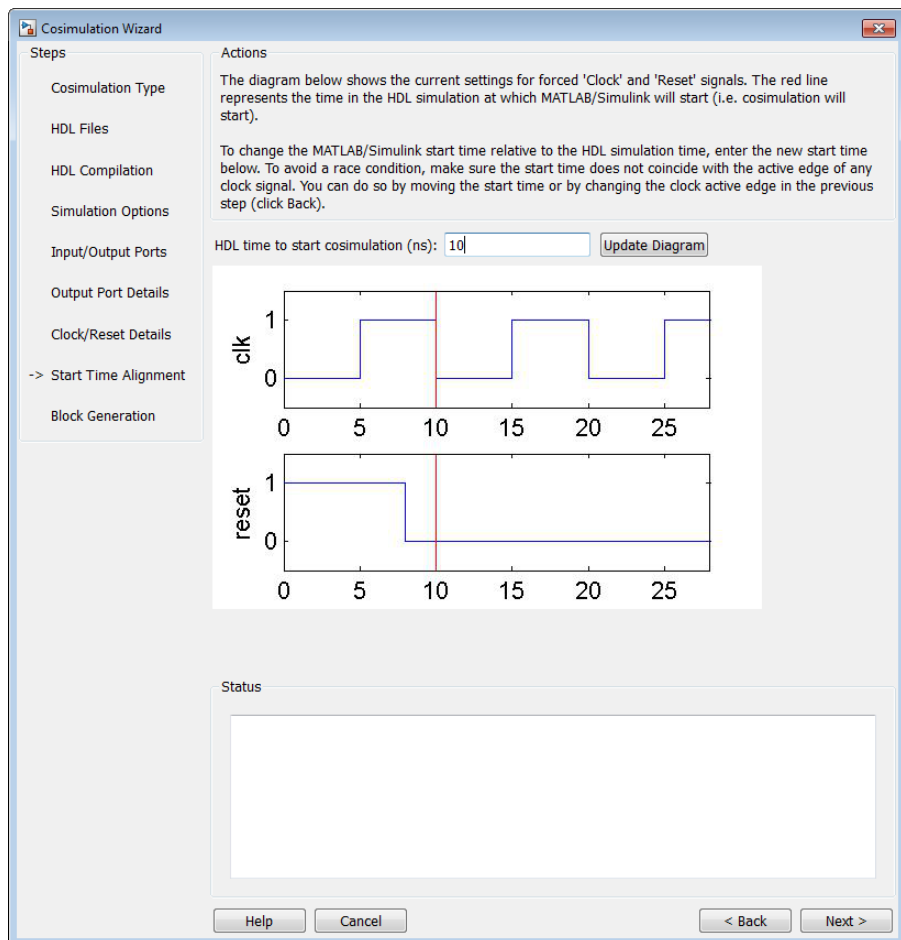 Cosimulation Wizard
Steps
Cosimulation Type
HDL Files
HDL Compilation
Simulation Options
Input/Output Ports
Output Port Details
Clock/Reset Details
-> Start Time Alignment
Block Generation
Actions
The diagram below shows the current settings for forced 'Clock' and 'Reset' signals. The red line
represents the time in the HDL simulation at which MATLAB/Simulink will start (i.e. cosimulation will
start).
To change the MATLAB/Simulink start time relative to the HDL simulation time, enter the new start time
below. To avoid a race condition, make sure the start time does not coincide with the active edge of any
clock signal. You can do so by moving the start time or by changing the clock active edge in the previous
step (click Back).
HDL time to start cosimulation (ns): 10 Update Diagram
1
clk
0
0 5 10 15 20 25
1
reset
0
0 5 10 15 20 25
Status
Help Cancel < Back Next >